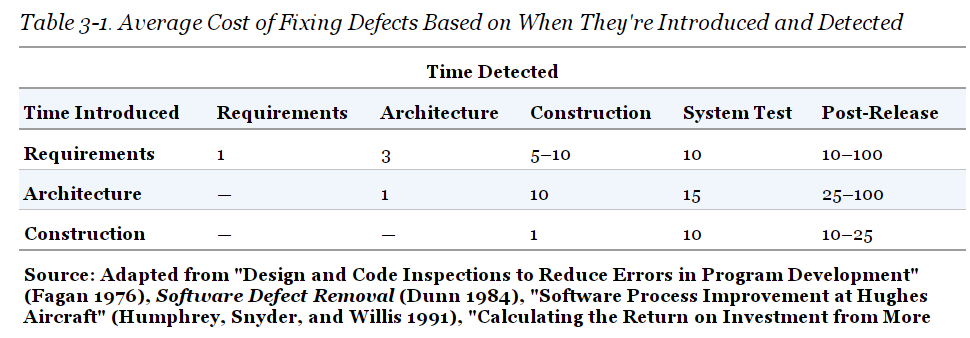 Table 3-1. Average Cost of Fixing Defects Based on When They're Introduced and Detected
Time Detected
Time Introduced Requirements Architecture Construction System Test Post-Release
Requirements 1 3 5–10 10 10–100
Architecture — 1 10 15 25–100
Construction — — 1 10 10–25
Source: Adapted from "Design and Code Inspections to Reduce Errors in Program Development"
(Fagan 1976), Software Defect Removal (Dunn 1984), "Software Process Improvement at Hughes
Aircraft" (Humphrey, Snyder, and Willis 1991), "Calculating the Return on Investment from More